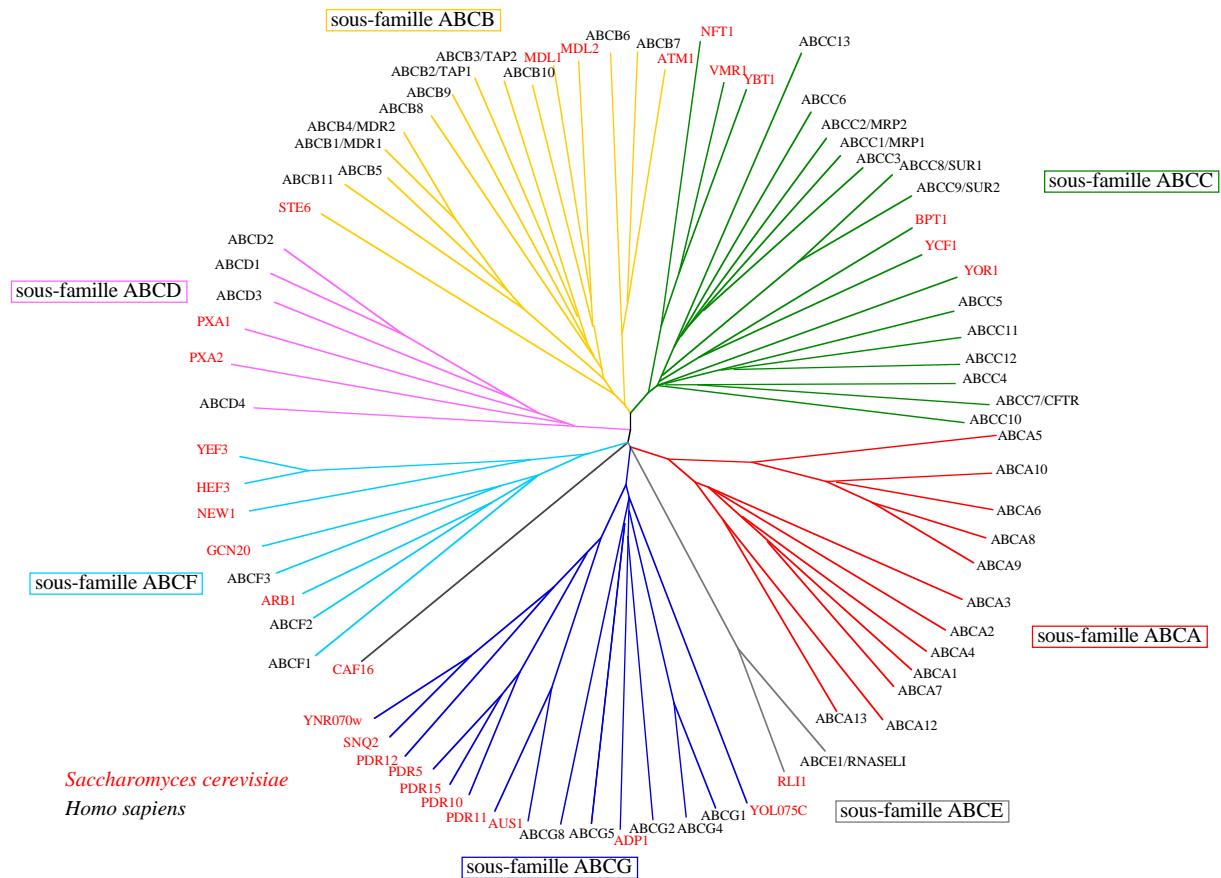 sous-famille ABCB
STE6
ABCB11
ABCB5
ABCB1/MDR1
ABCB4/MDR2
ABCB8
ABCB9
ABCB2/TAP1
ABCB3/TAP2
ABCB10
MDL1
MDL2
ABCB6
ABCB7
ATM1
NFT1
VMR1
YBT1
ABCC13
ABCC6
ABCC2/MRP2
ABCC1/MRP1
ABCC3
ABCC8/SUR1
ABCC9/SUR2
sous-famille ABCC
BPT1
YCF1
YOR1
ABCC5
ABCC11
ABCC12
ABCC4
ABCC7/CFTR
ABCC10
ABCA5
ABCA10
ABCA6
ABCA8
ABCA9
ABCA3
ABCA2
sous-famille ABCA
ABCA4
ABCA1
ABCA7
ABCA12
ABCA13
ABCE1/RNASELI
RLI1
sous-famille ABCE
YOL075C
ABCG1
ABCG4
ABCG2
ADP1
ABCG5
ABCG8
AUS1
PDR11
PDR10
PDR15
PDR5
PDR12
SNQ2
YNR070w
sous-famille ABCG
CAF16
ABCF1
ABCF2
ARB1
ABCF3
GCN20
NEW1
HEF3
YEF3
sous-famille ABCF
ABCD4
PXA2
PXA1
ABCD3
ABCD1
ABCD2
sous-famille ABCD
Saccharomyces cerevisiae
Homo sapiens